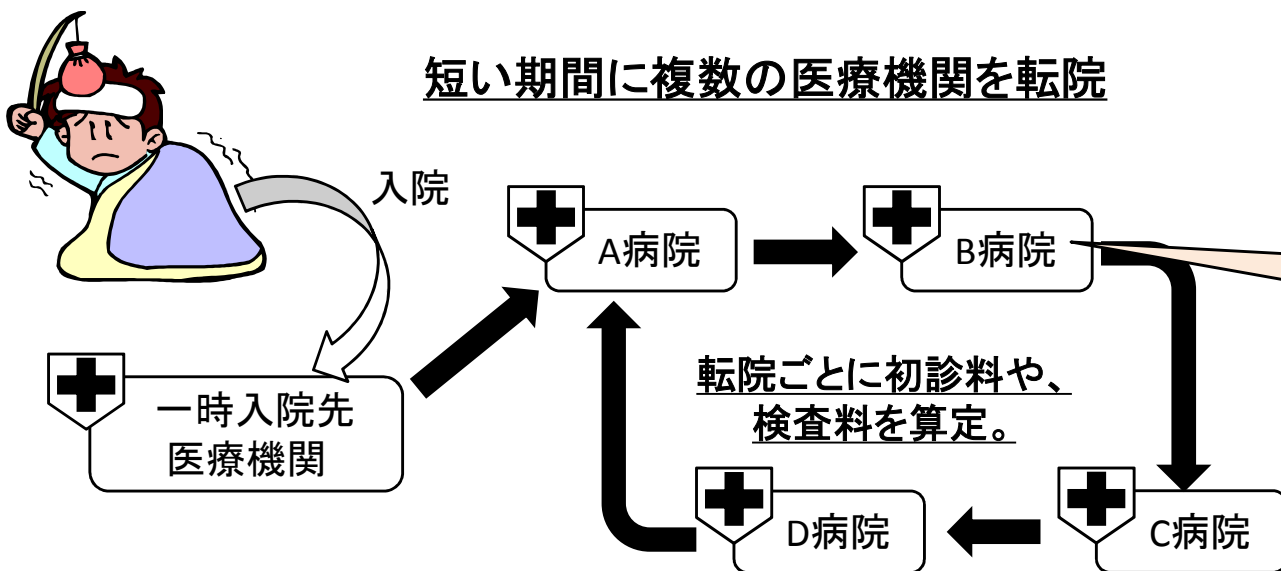 短い期間に複数の医療機関を転院
入院
A病院
B病院
転院ごとに初診料や、
検査料を算定。
一時入院先
医療機関
D病院
C病院